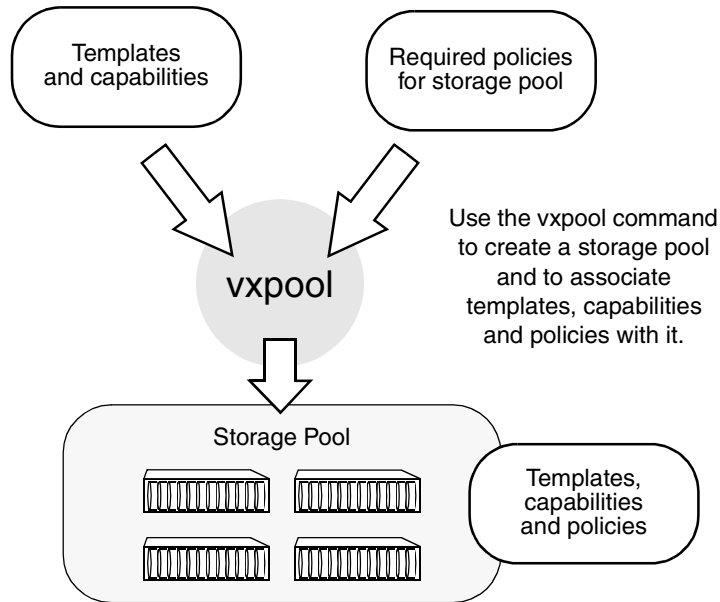 Templates
and capabilities
Required policies
for storage pool
Use the vxpool command
to create a storage pool
and to associate
templates, capabilities
and policies with it.
vxpool
Storage Pool
Templates,
capabilities
and policies